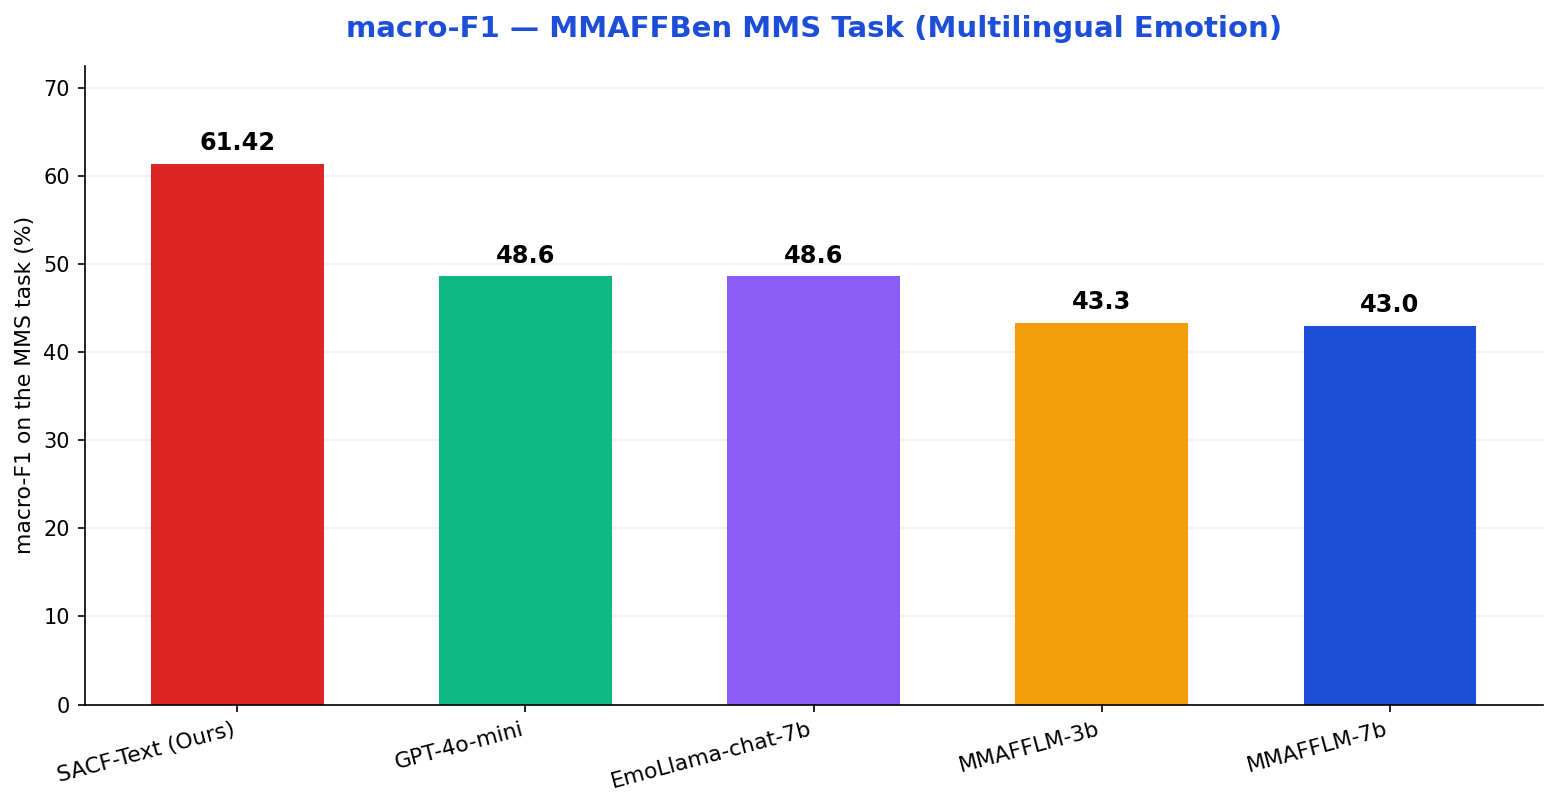 macro-F1 — MMAFFBen MMS Task (Multilingual Emotion)
macro-F1 on the MMS task (%)
70
60
50
40
30
20
10
0
61.42
48.6
48.6
43.3
43.0
SACF-Text (Ours)
GPT-4o-mini
EmoLlama-chat-7b
MMAFFLM-3b
MMAFFLM-7b